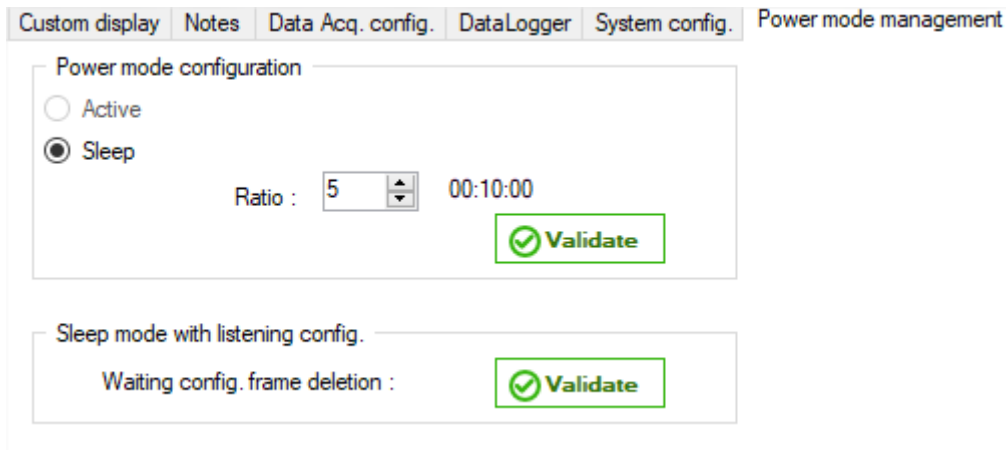 Custom display Notes Data Acq. config. DataLogger System config. Power mode management
Power mode configuration
Active
Sleep
Ratio : 5 00:10:00
Validate
Sleep mode with listening config.
Waiting config. frame deletion : Validate